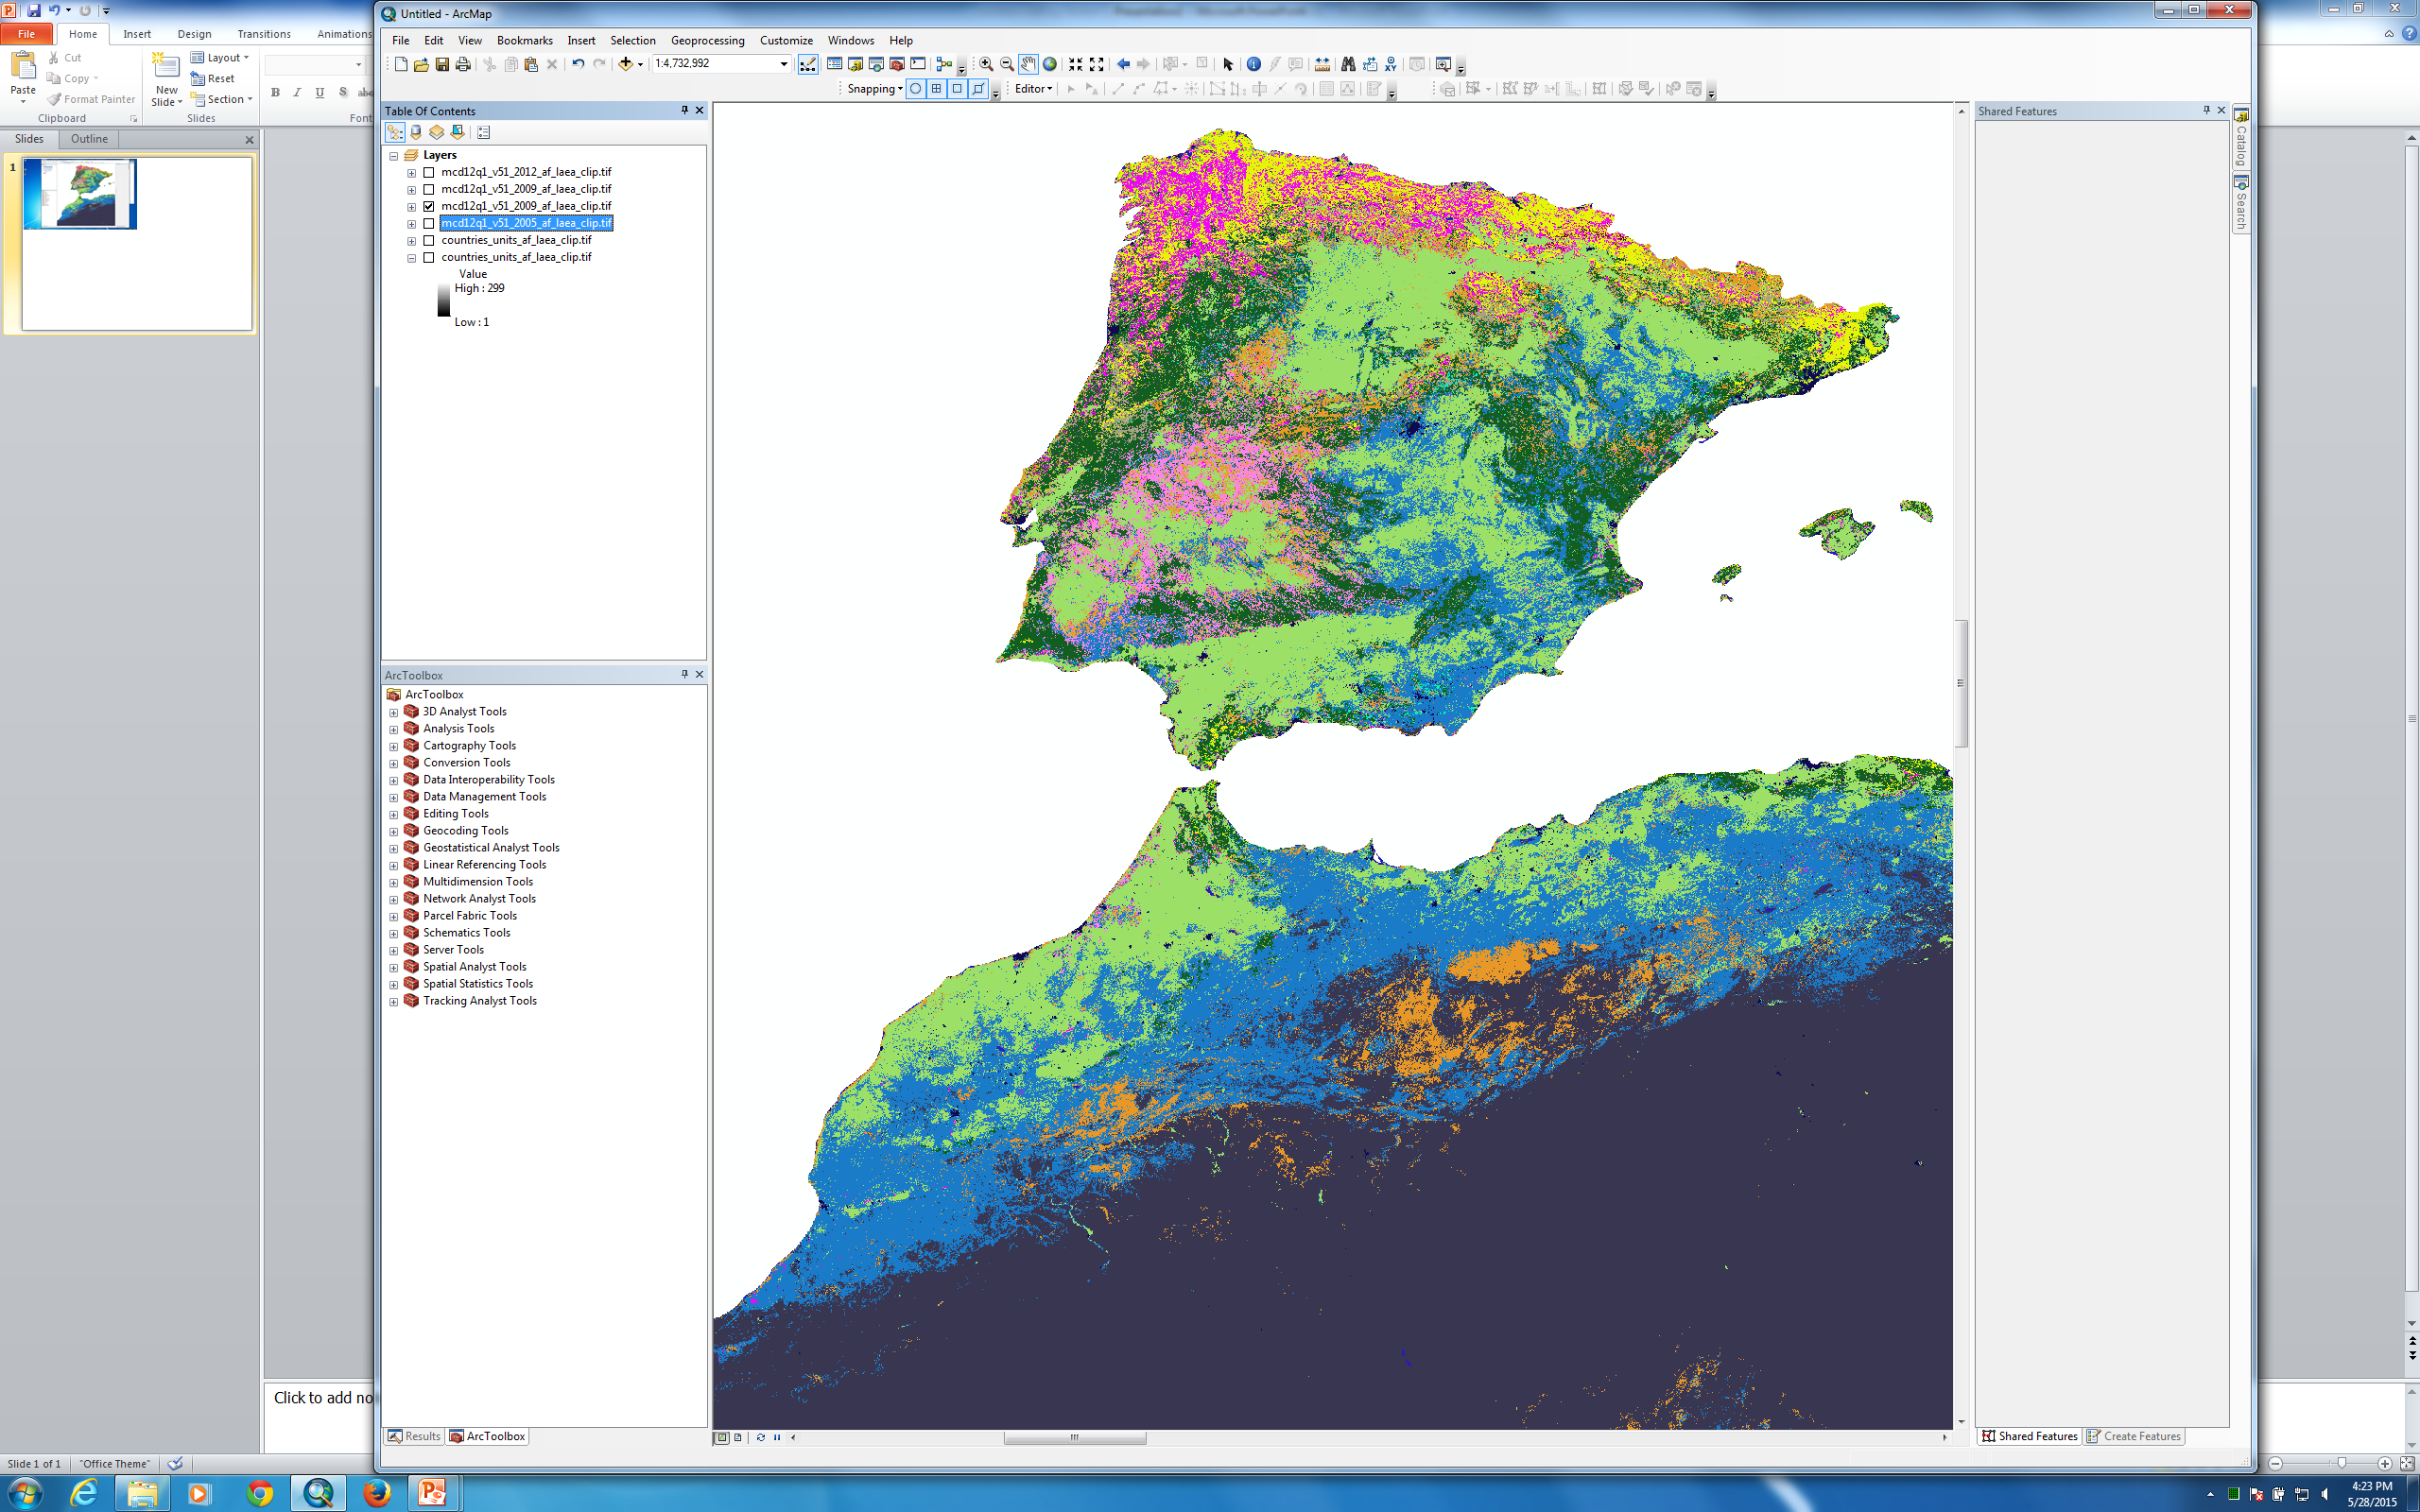 Untitled - ArcMap
File
Home
Insert
Design
Transitions
Animations
Paste
Cut
Copy
Format Painter
Clipboard
New Slide
Layout
Reset
Section
Slides
B I U S abc
Font
Slides
Outline
1
File Edit View Bookmarks Insert Selection Geoprocessing Customize Windows Help
1:4,732,992
Snapping
Editor
Table Of Contents
Layers
mcd12q1_v51_2012_af_laea_clip.tif
mcd12q1_v51_2009_af_laea_clip.tif
mcd12q1_v51_2009_af_laea_clip.tif
mcd12q1_v51_2005_af_laea_clip.tif
countries_units_af_laea_clip.tif
countries_units_af_laea_clip.tif
Value
High : 299
Low : 1
ArcToolbox
ArcToolbox
3D Analyst Tools
Analysis Tools
Cartography Tools
Conversion Tools
Data Interoperability Tools
Data Management Tools
Editing Tools
Geocoding Tools
Geostatistical Analyst Tools
Linear Referencing Tools
Multidimension Tools
Network Analyst Tools
Parcel Fabric Tools
Schematics Tools
Server Tools
Spatial Analyst Tools
Spatial Statistics Tools
Tracking Analyst Tools
Results
ArcToolbox
Shared Features
Catalog
Search
Shared Features
Create Features
Click to add no
Slide 1 of 1
"Office Theme"
4:23 PM
5/28/2015